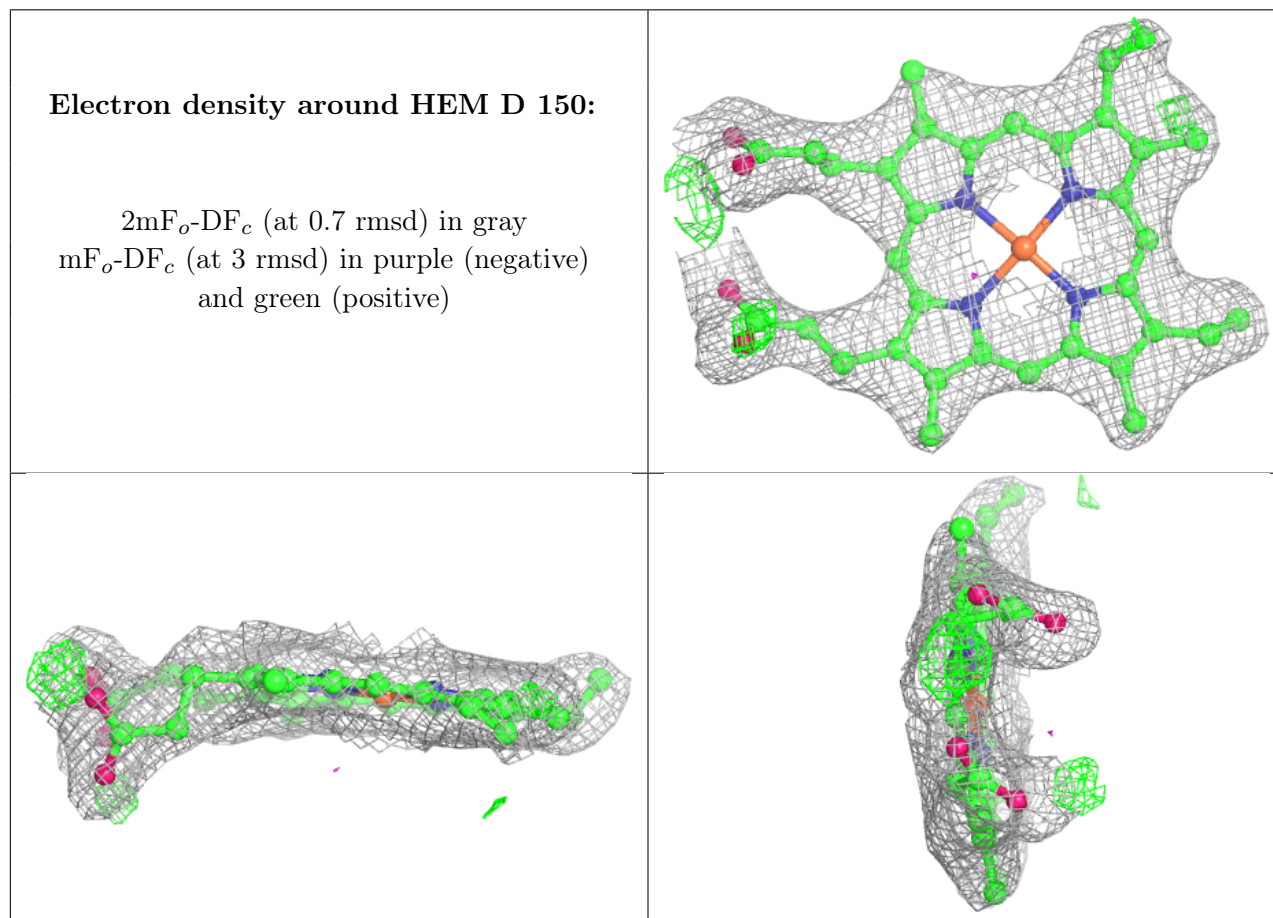 Electron density around HEM D 150:
2mFo-DFc (at 0.7 rmsd) in gray
mFo-DFc (at 3 rmsd) in purple (negative)
and green (positive)